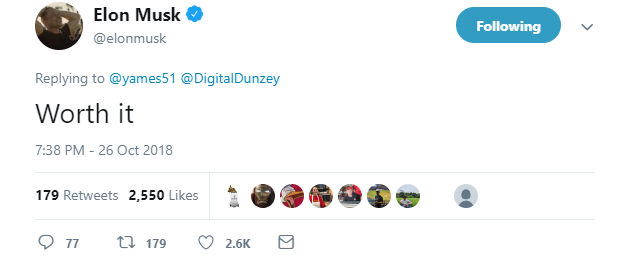 Elon Musk
@elonmusk
Following
Replying to @yames51 @DigitalDunzey
Worth it
7:38 PM - 26 Oct 2018
179 Retweets 2,550 Likes
77 179 2.6K